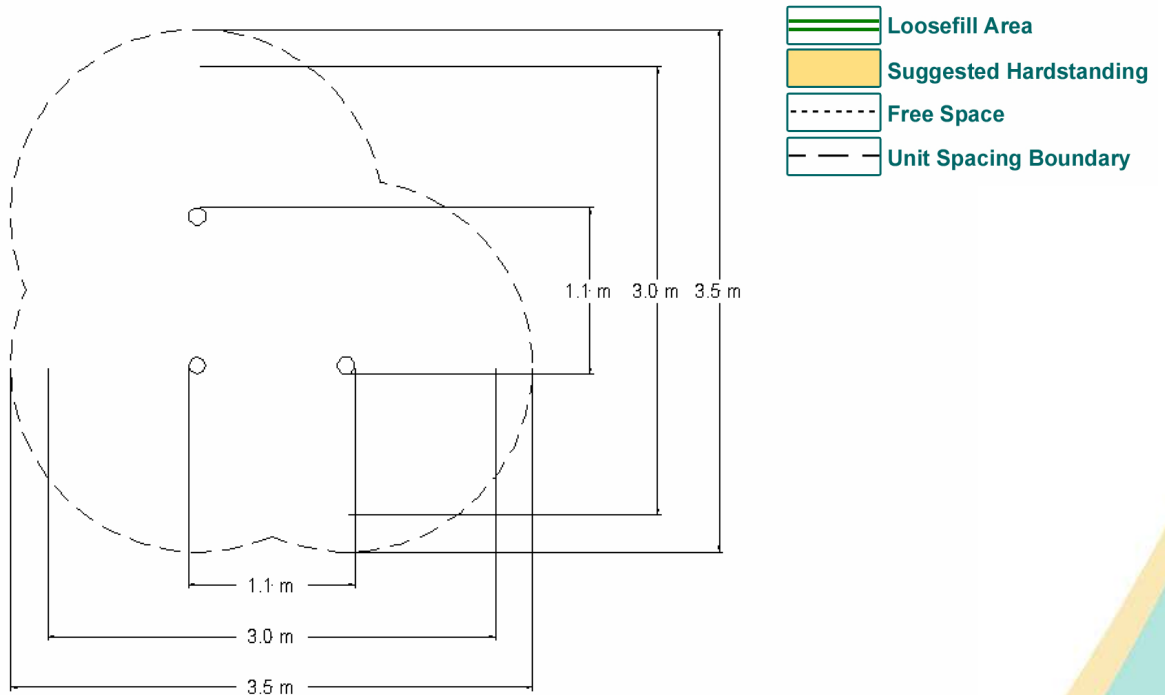 Loosefill Area
Suggested Hardstanding
Free Space
Unit Spacing Boundary
1.1 m 3.0 m 3.5 m
1.1 m
3.0 m
3.5 m